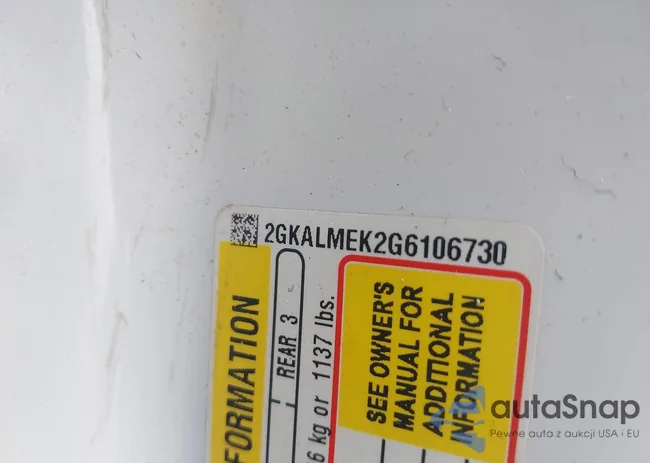 2GKALMEK2G6106730
FORMATION
REAR 3
6 kg or 1137 lbs.
SEE OWNER'S
MANUAL FOR
ADDITIONAL
INFORMATION
autaSnap
Pewne auta z aukcji USA i EU